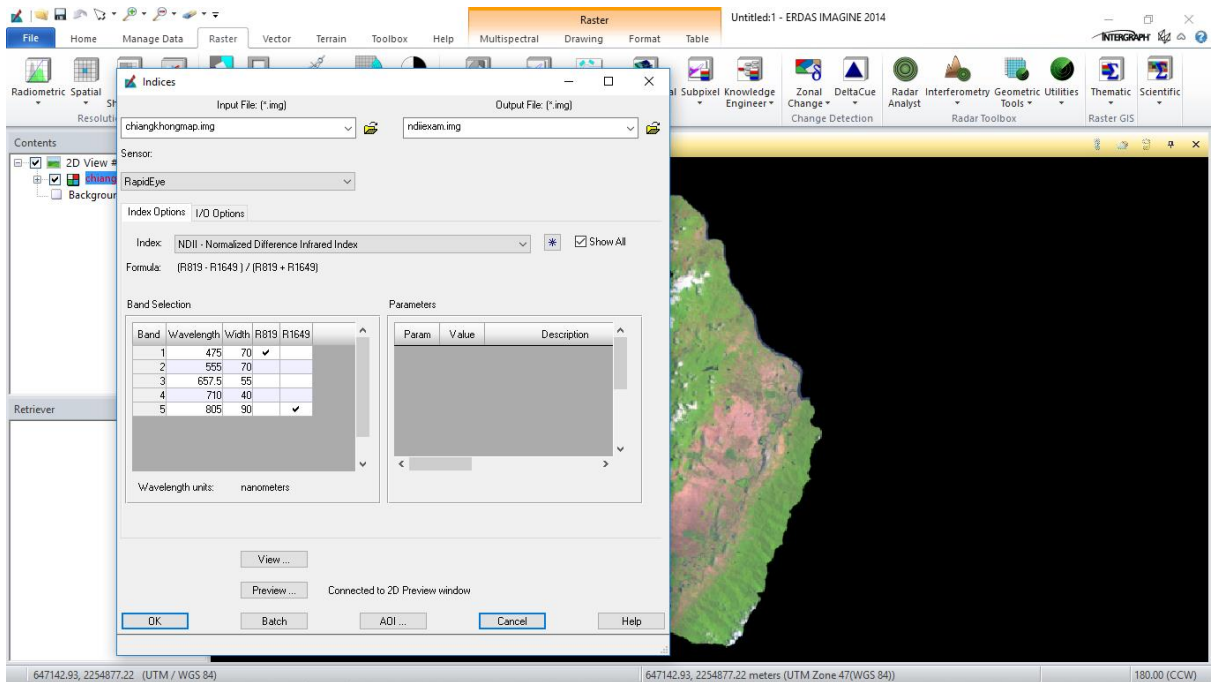 Raster
Untitled:1 - ERDAS IMAGINE 2014
File Home Manage Data Raster Vector Terrain Toolbox Help Multispectral Drawing Format Table
INTERGRAPH
Radiometric Spatial
Subpixel Knowledge Engineer
Zonal Change DeltaCue
Radar Analyst Interferometry Geometric Tools Utilities
Thematic Scientific
Change Detection Radar Toolbox Raster GIS
Contents
2D View #
chiang
Retriever
Indices
Input File: (*.img) Output File: (*.img)
chiangkhongmap.img ndiiexam.img
Sensor:
RapidEye
Index Options I/O Options
Index: NDII - Normalized Difference Infrared Index Show All
Formula: (R819 - R1649 ) / (R819 + R1649)
Band Selection Parameters
Band Wavelength Width R819 R1649 Param Value Description
1 475 70
2 555 70
3 657.5 55
4 710 40
5 805 90
Wavelength units: nanometers
View ...
Preview ... Connected to 2D Preview window
OK Batch AOI ... Cancel Help
647142.93, 2254877.22 (UTM / WGS 84) 647142.93, 2254877.22 meters (UTM Zone 47(WGS 84)) 180.00 (CCW)